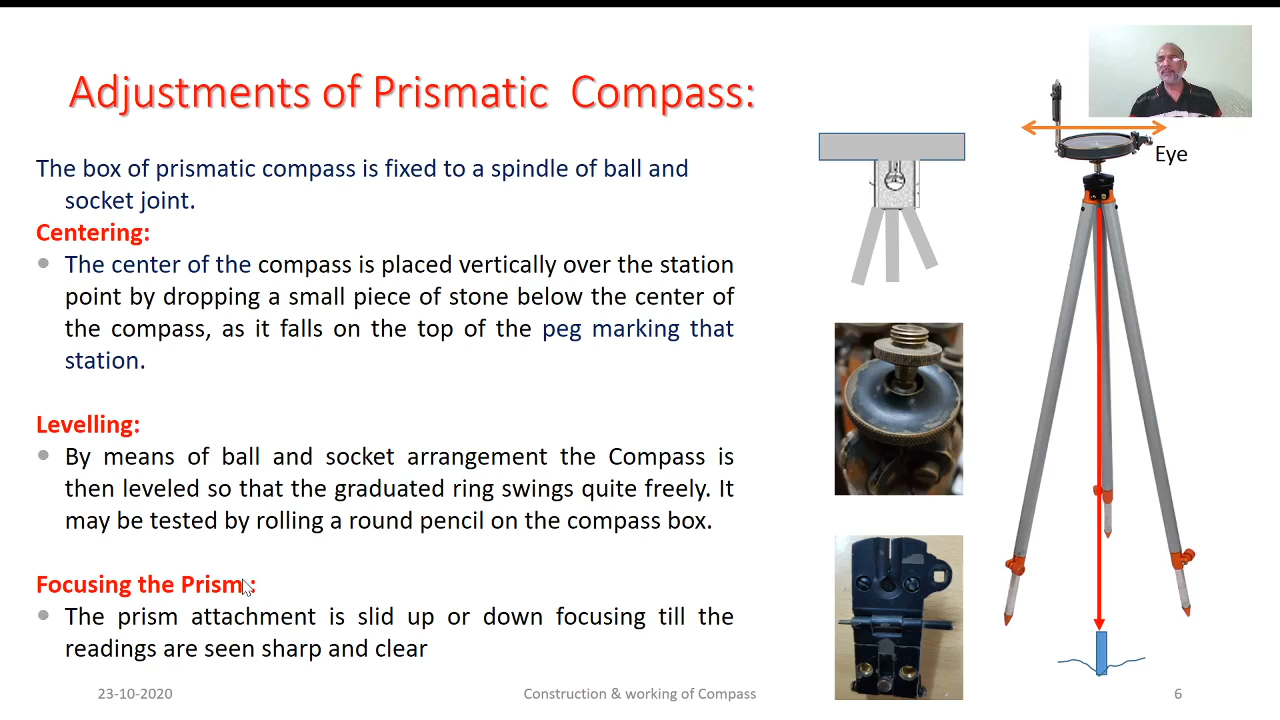 Adjustments of Prismatic Compass:
The box of prismatic compass is fixed to a spindle of ball and
socket joint.
Centering:
The center of the compass is placed vertically over the station
point by dropping a small piece of stone below the center of
the compass, as it falls on the top of the peg marking that
station.
Levelling:
By means of ball and socket arrangement the Compass is
then leveled so that the graduated ring swings quite freely. It
may be tested by rolling a round pencil on the compass box.
Focusing the Prism :
The prism attachment is slid up or down focusing till the
readings are seen sharp and clear
Eye
23-10-2020
Construction & working of Compass
6